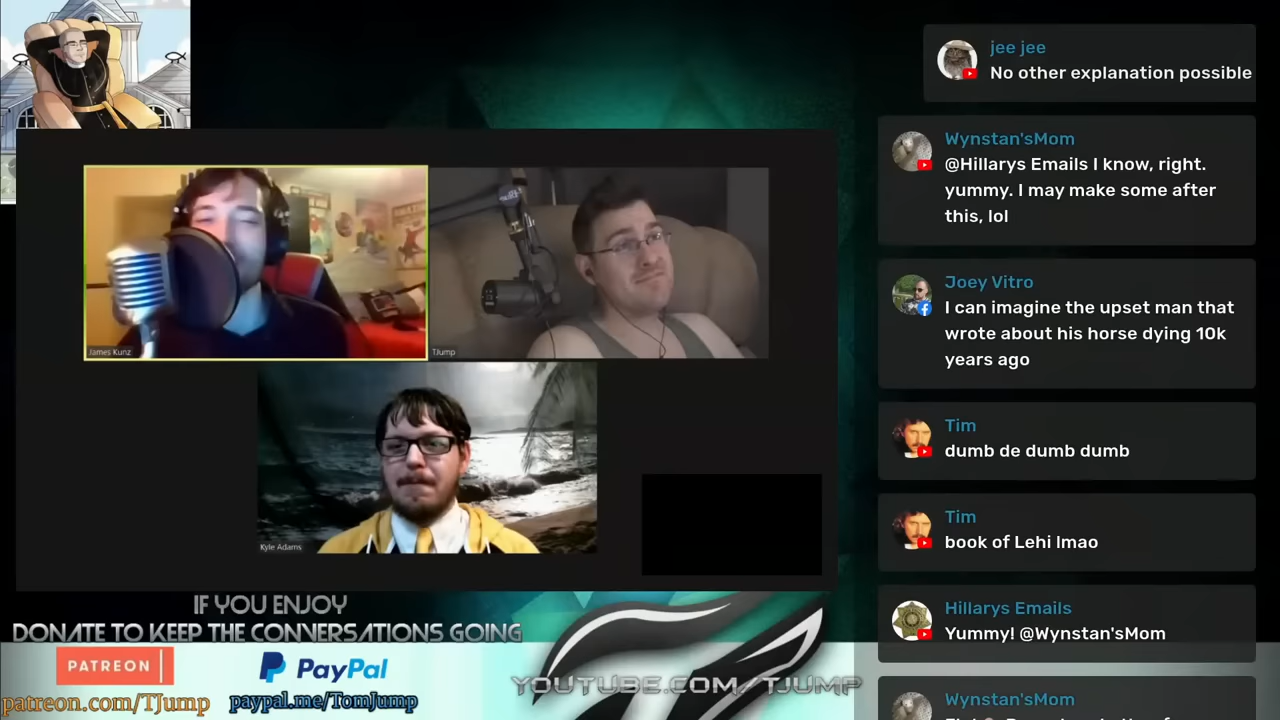 jee jee
No other explanation possible
Wynstan'sMom
@Hillarys Emails I know, right.
yummy. I may make some after
this, lol
Joey Vitro
I can imagine the upset man that
wrote about his horse dying 10k
years ago
Tim
dumb de dumb dumb
Tim
book of Lehi lmao
Hillarys Emails
Yummy! @Wynstan'sMom
Wynstan'sMom
James Kunz
TJump
Kyle Adams
IF YOU ENJOY
DONATE TO KEEP THE CONVERSATIONS GOING
PATREON
PayPal
patreon.com/TJump
paypal.me/TomJump
YOUTUBE.COM/TJUMP